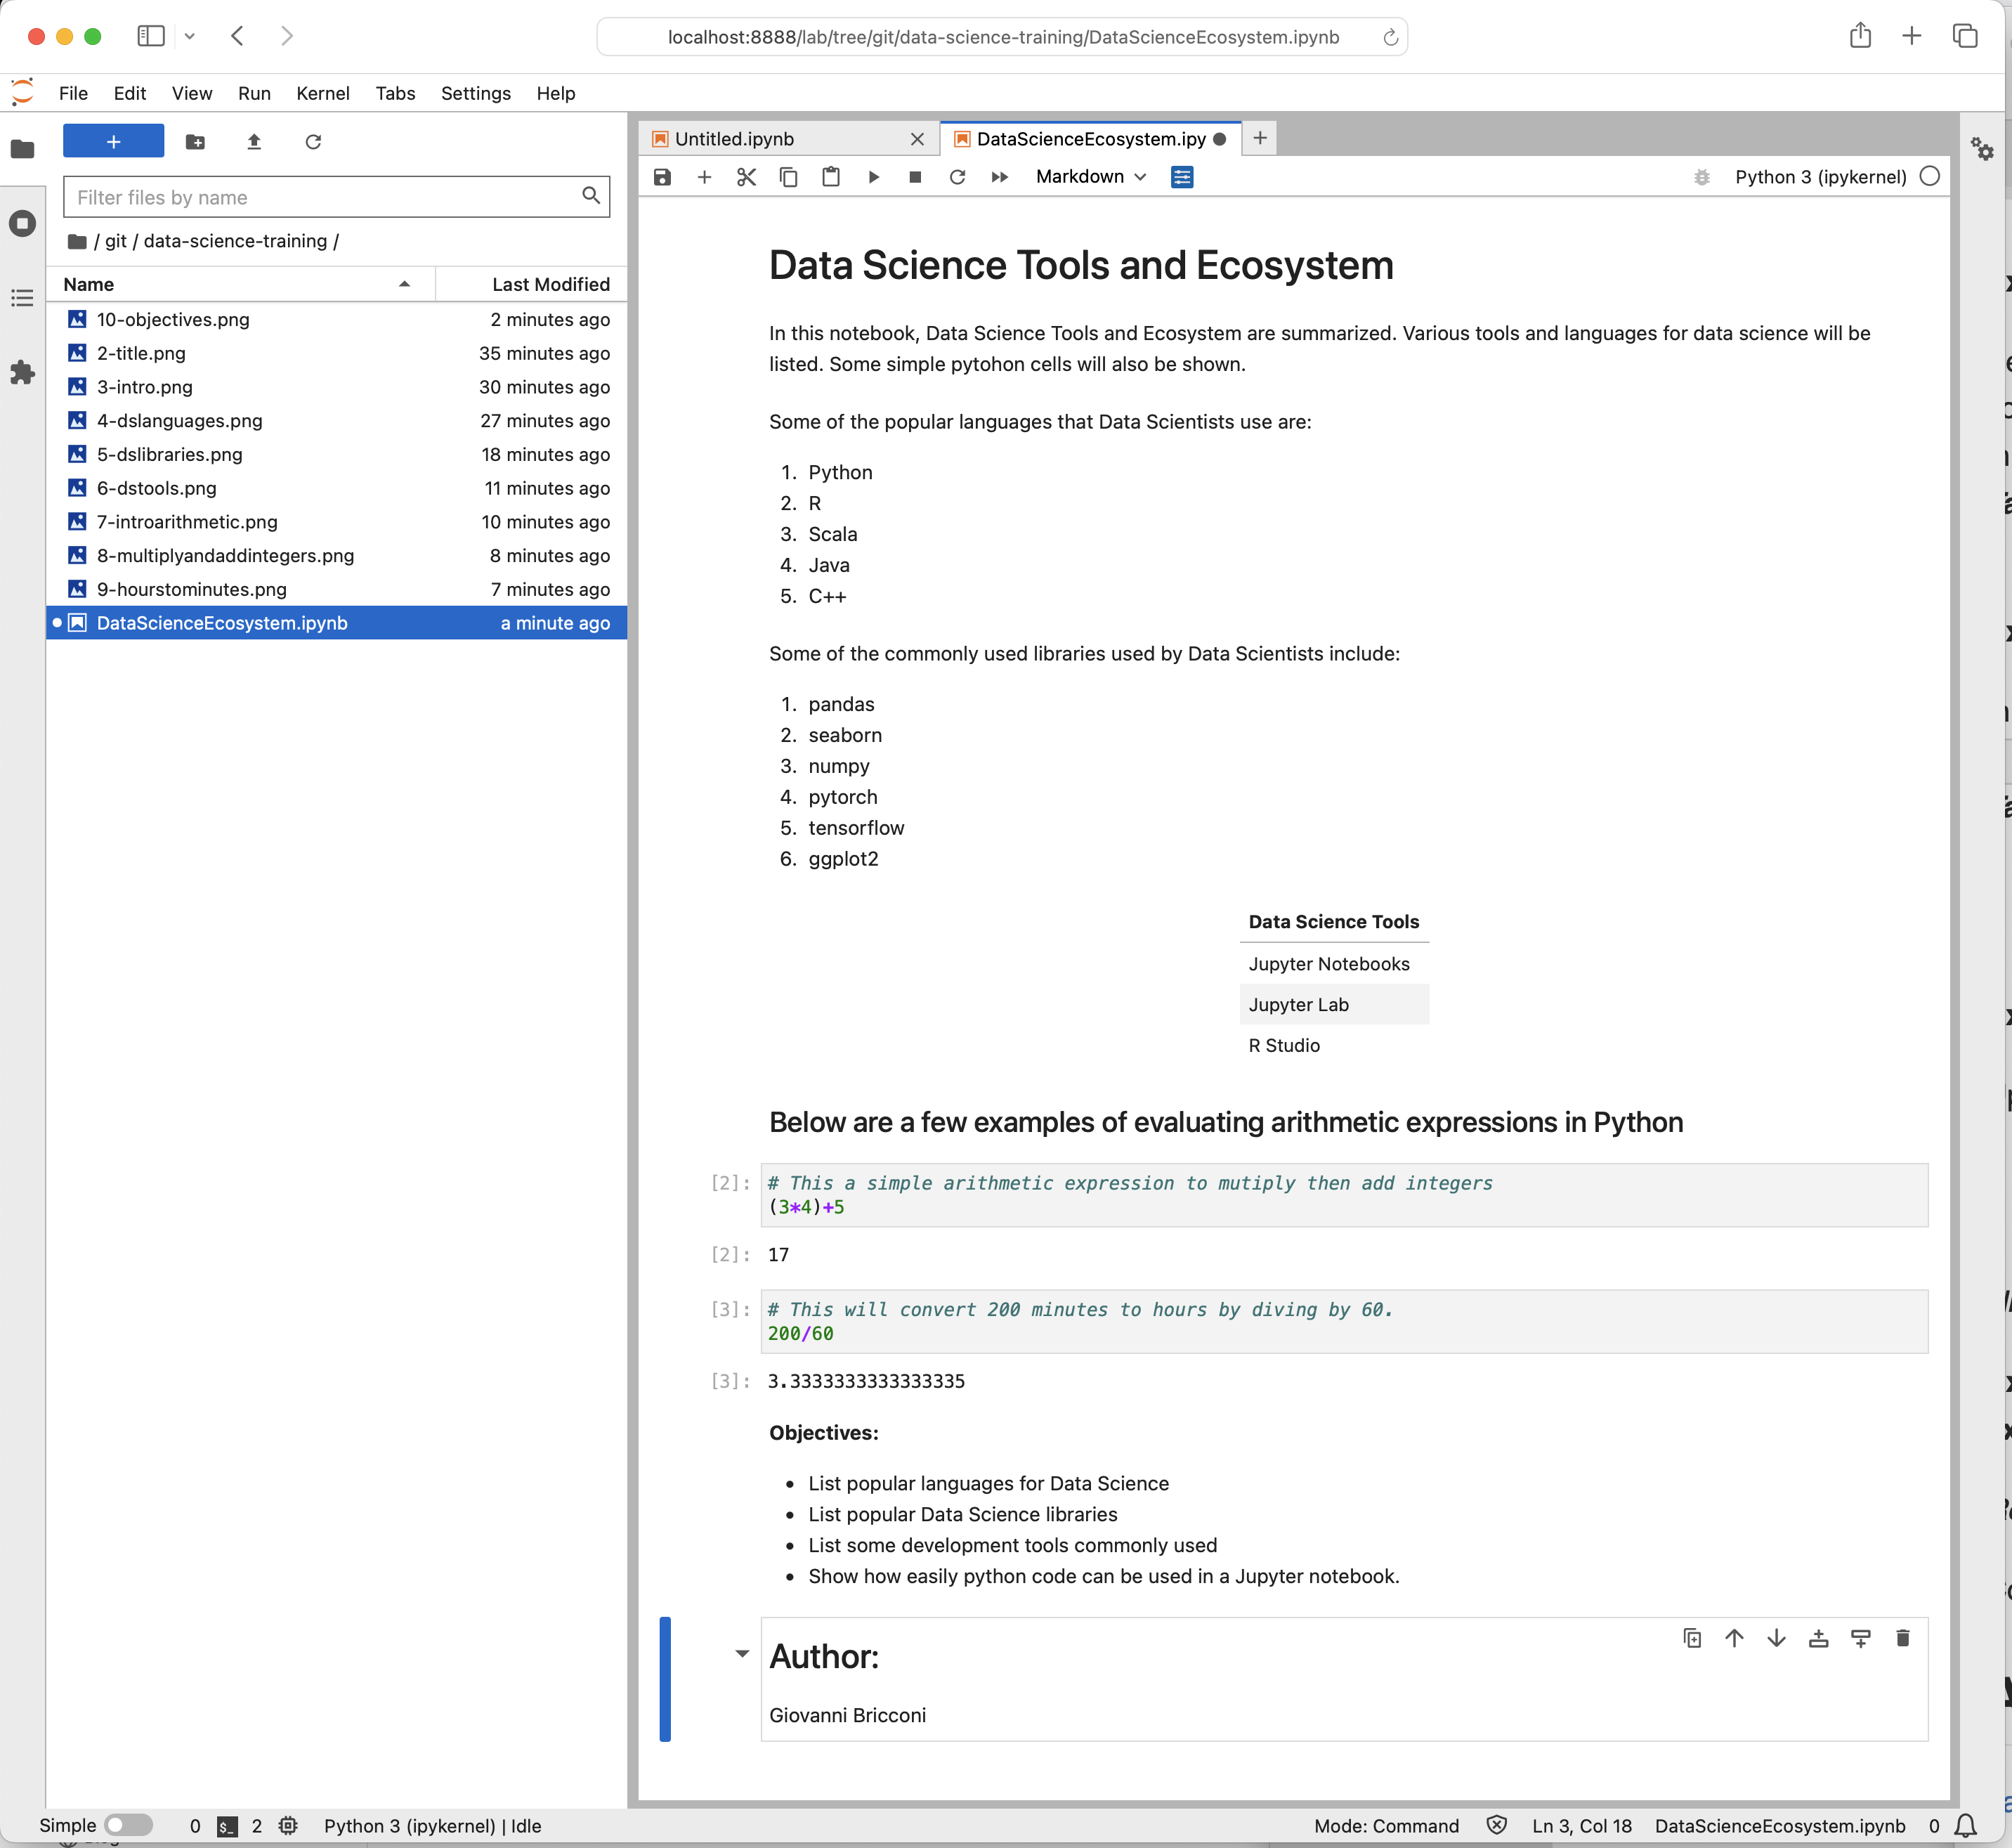 localhost:8888/lab/tree/git/data-science-training/DataScienceEcosystem.ipynb
File Edit View Run Kernel Tabs Settings Help
Filter files by name
/ git / data-science-training /
Name Last Modified
10-objectives.png 2 minutes ago
2-title.png 35 minutes ago
3-intro.png 30 minutes ago
4-dslanguages.png 27 minutes ago
5-dslibraries.png 18 minutes ago
6-dstools.png 11 minutes ago
7-introarithmetic.png 10 minutes ago
8-multiplyandaddintegers.png 8 minutes ago
9-hourstominutes.png 7 minutes ago
DataScienceEcosystem.ipynb a minute ago
Untitled.ipynb DataScienceEcosystem.ipy
Markdown Python 3 (ipykernel)
Data Science Tools and Ecosystem
In this notebook, Data Science Tools and Ecosystem are summarized. Various tools and languages for data science will be
listed. Some simple pytohon cells will also be shown.
Some of the popular languages that Data Scientists use are:
1. Python
2. R
3. Scala
4. Java
5. C++
Some of the commonly used libraries used by Data Scientists include:
1. pandas
2. seaborn
3. numpy
4. pytorch
5. tensorflow
6. ggplot2
Data Science Tools
Jupyter Notebooks
Jupyter Lab
R Studio
Below are a few examples of evaluating arithmetic expressions in Python
[2]: # This a simple arithmetic expression to mutiply then add integers
(3*4)+5
[2]: 17
[3]: # This will convert 200 minutes to hours by diving by 60.
200/60
[3]: 3.3333333333333335
Objectives:
• List popular languages for Data Science
• List popular Data Science libraries
• List some development tools commonly used
• Show how easily python code can be used in a Jupyter notebook.
Author:
Giovanni Bricconi
Simple 0 $_ 2 Python 3 (ipykernel) | Idle Mode: Command Ln 3, Col 18 DataScienceEcosystem.ipynb 0